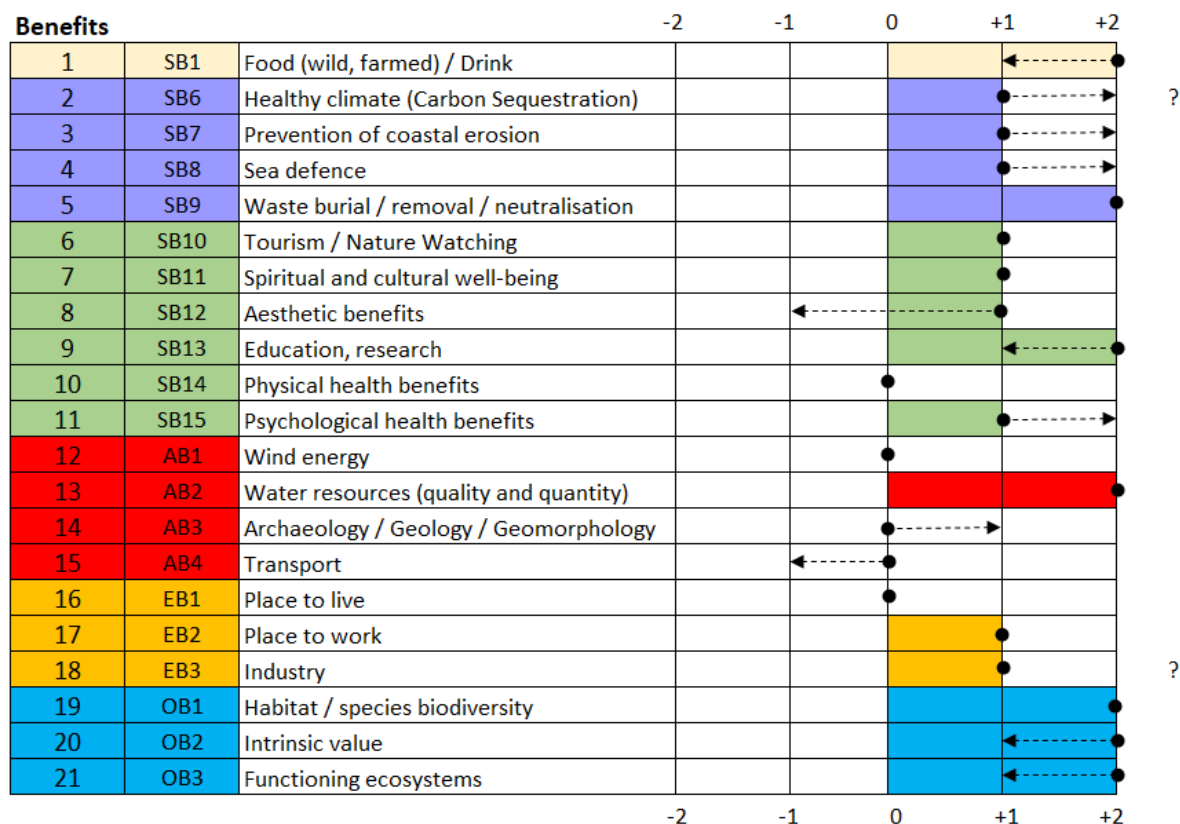 Benefits -2 -1 0 +1 +2
1 SB1 Food (wild, farmed) / Drink
2 SB6 Healthy climate (Carbon Sequestration) ?
3 SB7 Prevention of coastal erosion
4 SB8 Sea defence
5 SB9 Waste burial / removal / neutralisation
6 SB10 Tourism / Nature Watching
7 SB11 Spiritual and cultural well-being
8 SB12 Aesthetic benefits
9 SB13 Education, research
10 SB14 Physical health benefits
11 SB15 Psychological health benefits
12 AB1 Wind energy
13 AB2 Water resources (quality and quantity)
14 AB3 Archaeology / Geology / Geomorphology
15 AB4 Transport
16 EB1 Place to live
17 EB2 Place to work
18 EB3 Industry ?
19 OB1 Habitat / species biodiversity
20 OB2 Intrinsic value
21 OB3 Functioning ecosystems
-2 -1 0 +1 +2